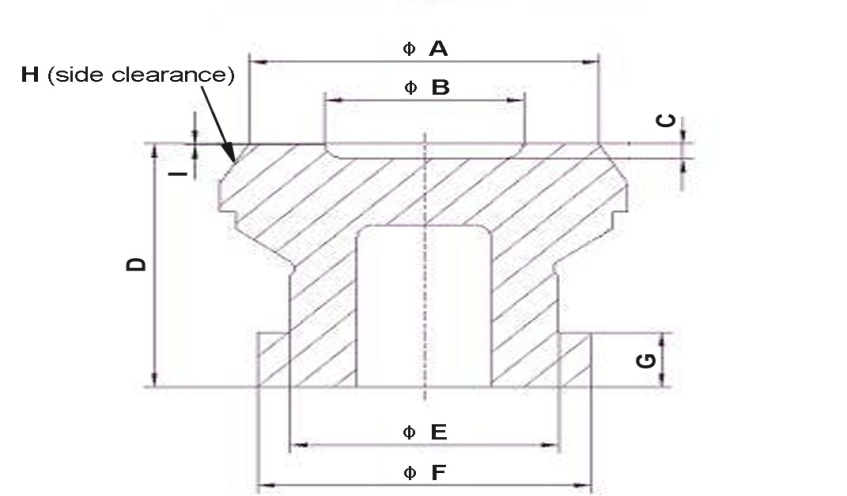 ϕ A
H (side clearance)
ϕ B
C
I
D
G
ϕ E
ϕ F